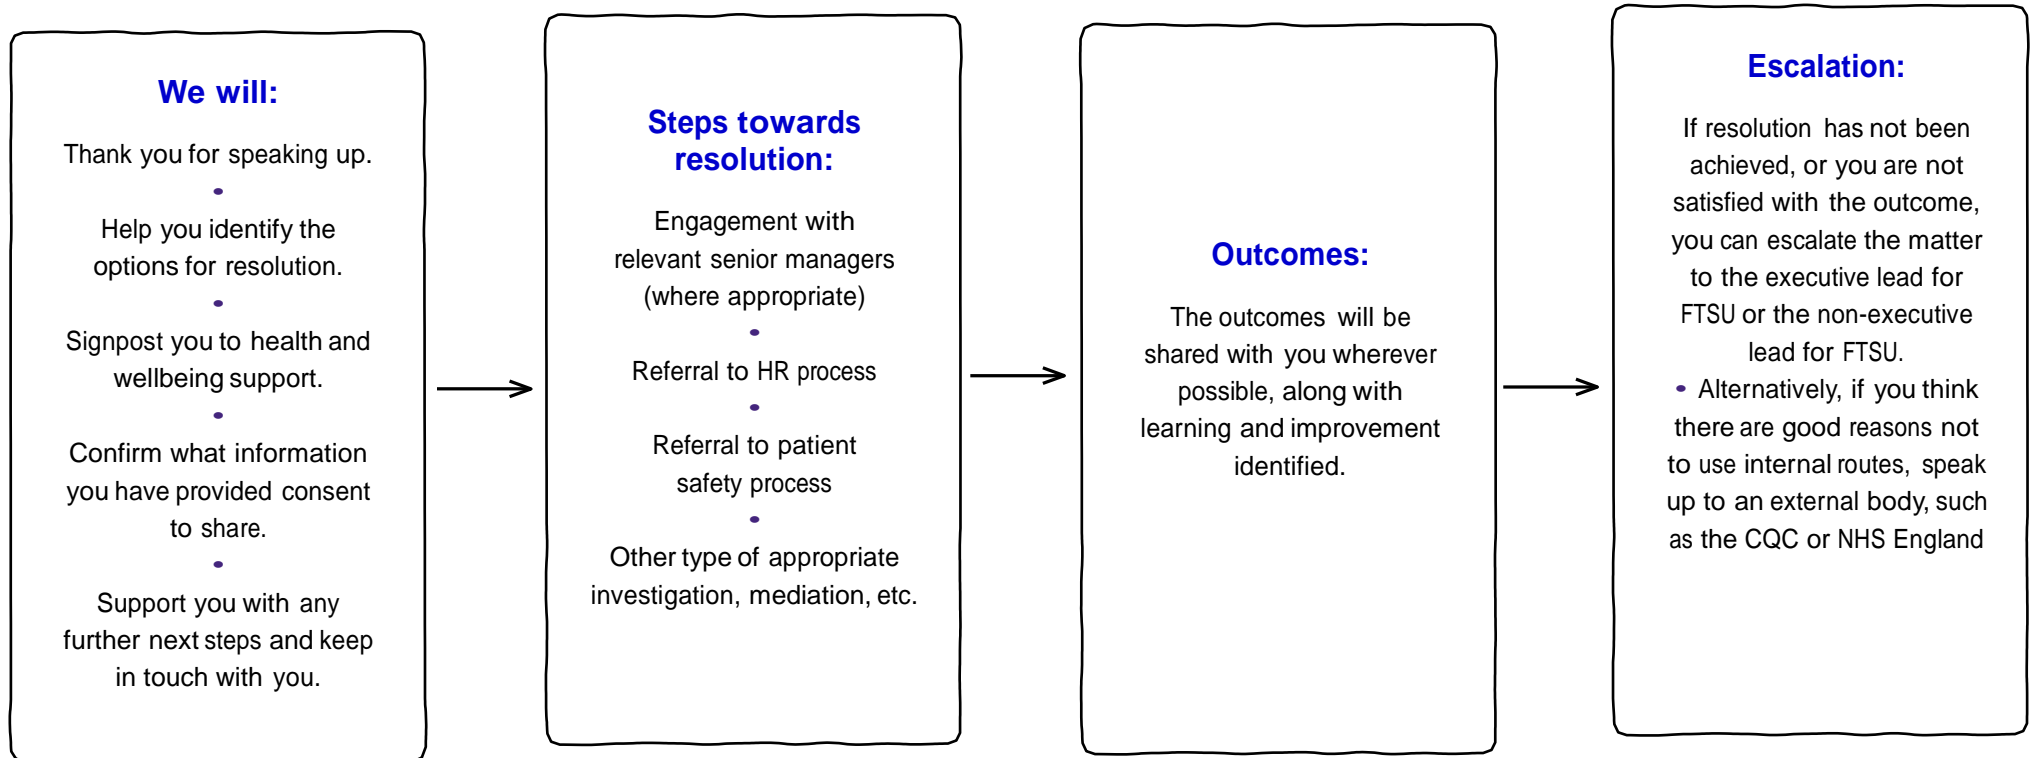 We will:
Thank you for speaking up.
•
Help you identify the
options for resolution.
•
Signpost you to health and
wellbeing support.
•
Confirm what information
you have provided consent
to share.
•
Support you with any
further next steps and keep
in touch with you.
Steps towards
resolution:
Engagement with
relevant senior managers
(where appropriate)
•
Referral to HR process
•
Referral to patient
safety process
•
Other type of appropriate
investigation, mediation, etc.
Outcomes:
The outcomes will be
shared with you wherever
possible, along with
learning and improvement
identified.
Escalation:
If resolution has not been
achieved, or you are not
satisfied with the outcome,
you can escalate the matter
to the executive lead for
FTSU or the non-executive
lead for FTSU.
• Alternatively, if you think
there are good reasons not
to use internal routes, speak
up to an external body, such
as the CQC or NHS England